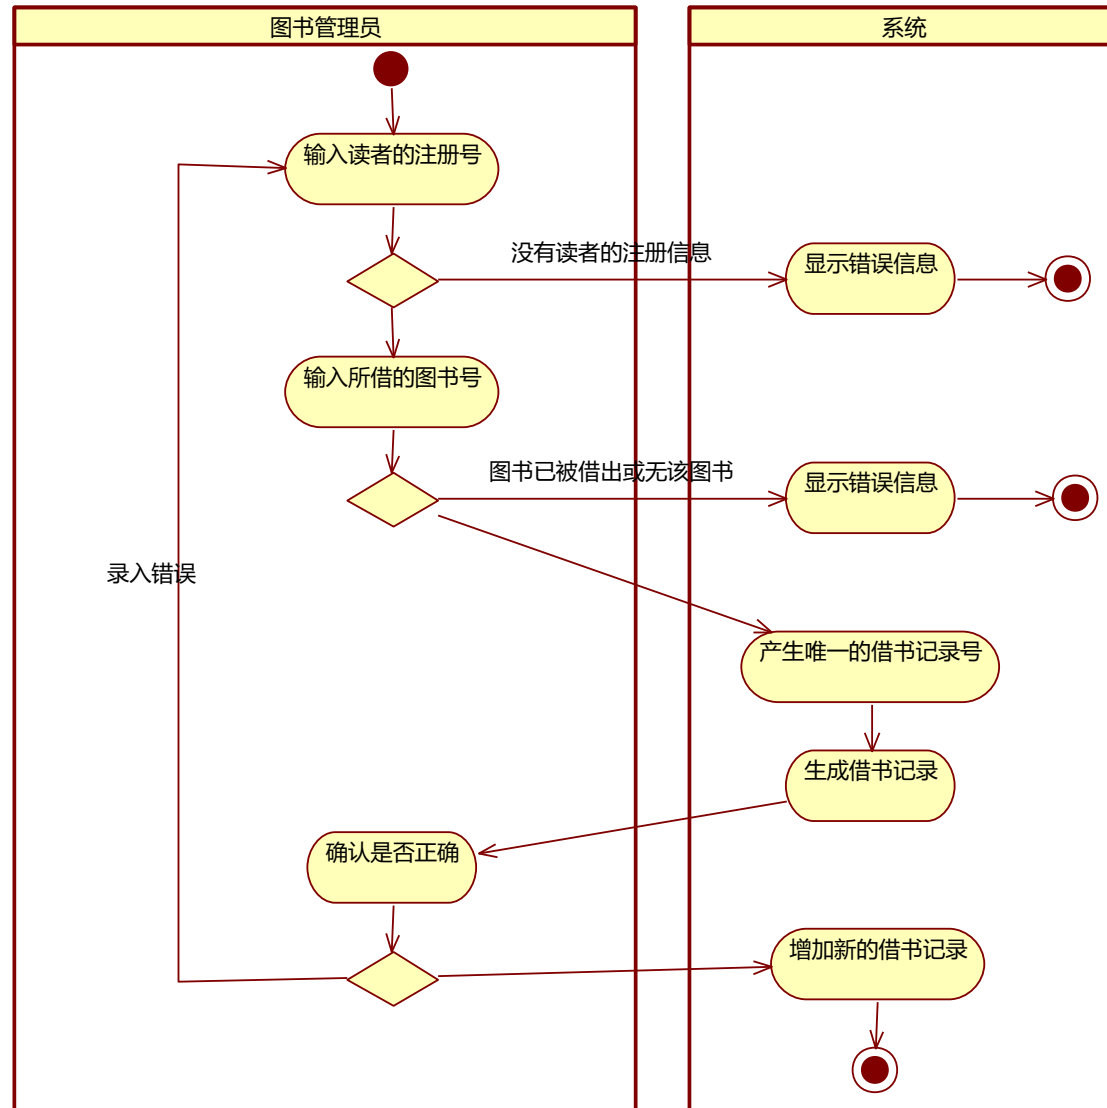 图书管理员
系统
输入读者的注册号
没有读者的注册信息
显示错误信息
输入所借的图书号
图书已被借出或无该图书
显示错误信息
录入错误
产生唯一的借书记录号
生成借书记录
确认是否正确
增加新的借书记录